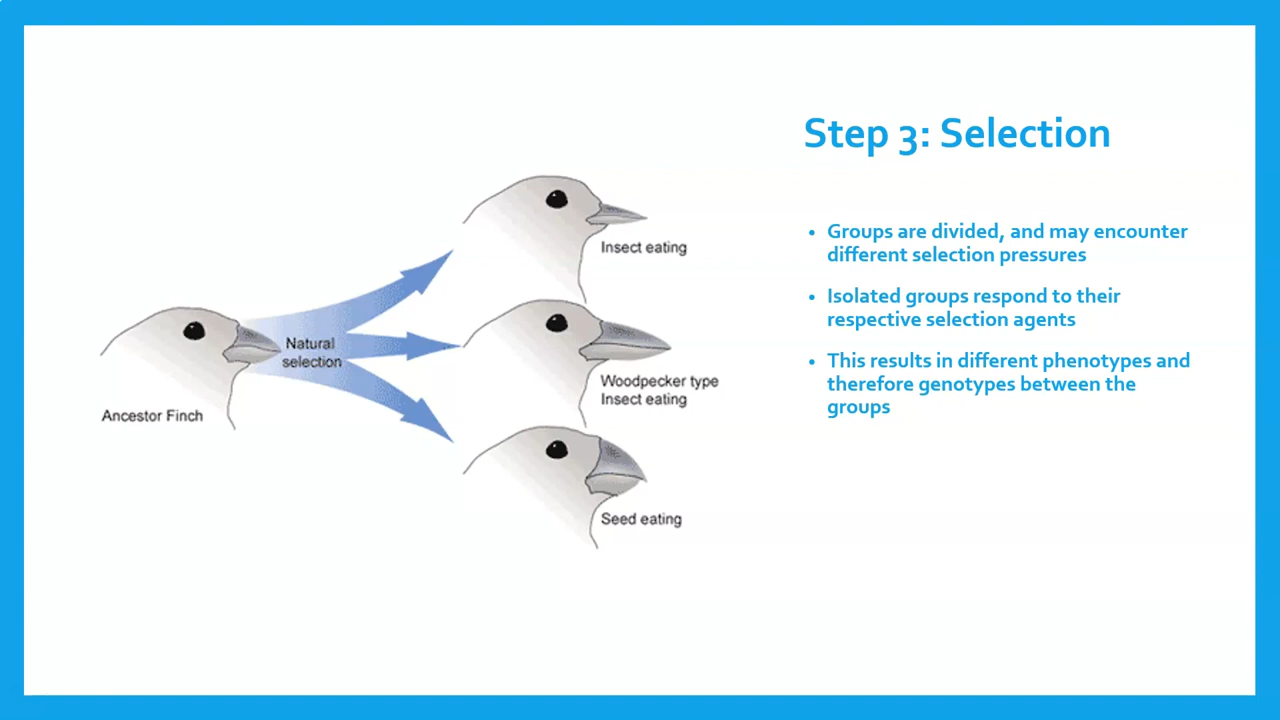 Step 3: Selection
• Groups are divided, and may encounter
different selection pressures
• Isolated groups respond to their
respective selection agents
• This results in different phenotypes and
therefore genotypes between the
groups
Ancestor Finch
Natural
selection
Insect eating
Woodpecker type
Insect eating
Seed eating